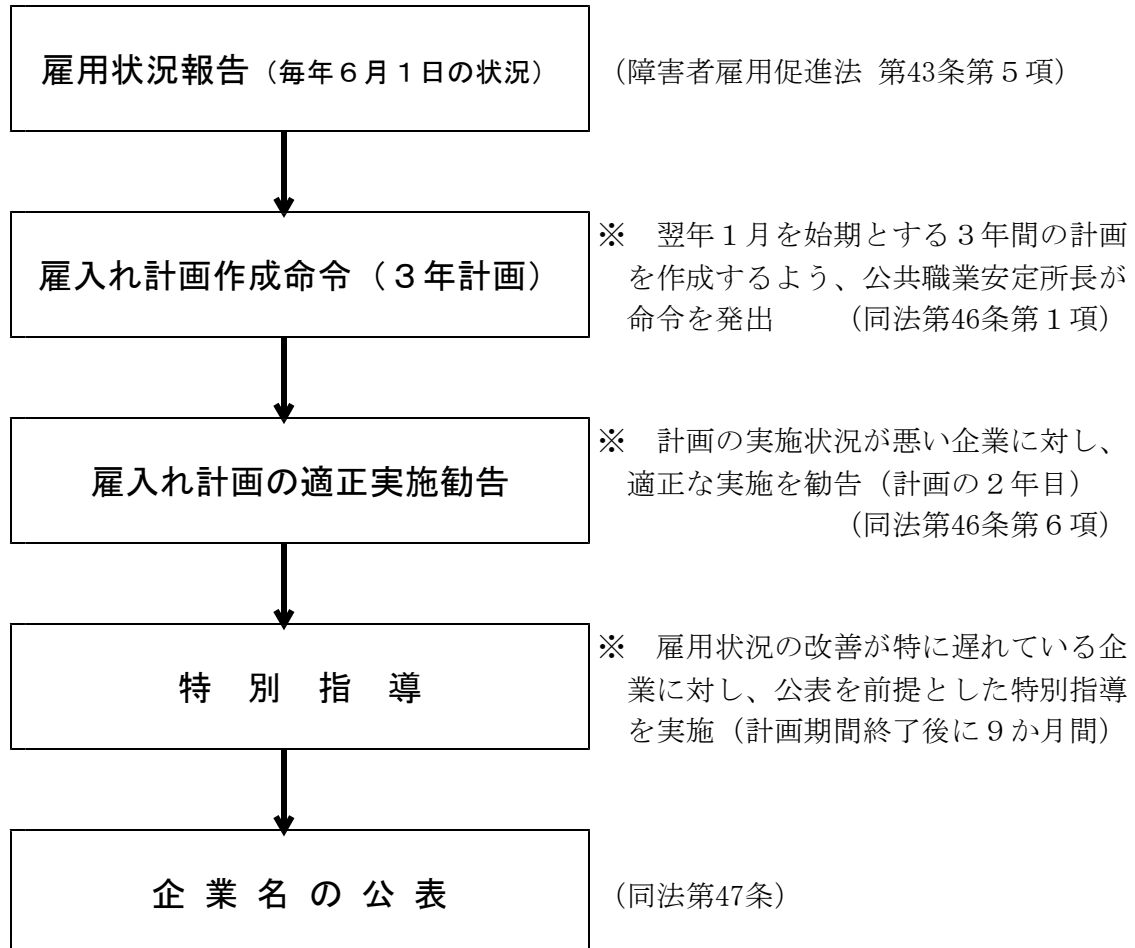 雇用状況報告（毎年６月１日の状況）
（障害者雇用促進法 第43条第５項）
雇入れ計画作成命令（３年計画）
※　翌年１月を始期とする３年間の計画
を作成するよう、公共職業安定所長が
命令を発出　　（同法第46条第１項）
雇入れ計画の適正実施勧告
※　計画の実施状況が悪い企業に対し、
適正な実施を勧告（計画の２年目）
（同法第46条第６項）
特　別　指　導
※　雇用状況の改善が特に遅れている企
業に対し、公表を前提とした特別指導
を実施（計画期間終了後に９か月間）
企 業 名 の 公 表
（同法第47条）